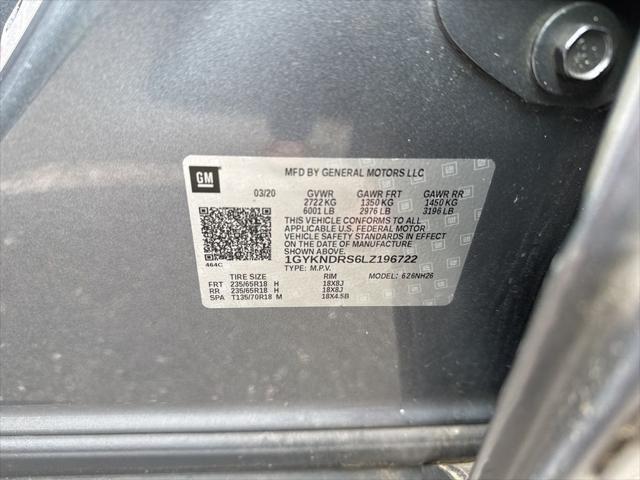 GM
MFD BY GENERAL MOTORS LLC
03/20 GVWR GAWR FRT GAWR RR
2722 KG 1350 KG 1450 KG
6001 LB 2976 LB 3196 LB
THIS VEHICLE CONFORMS TO ALL
APPLICABLE U.S. FEDERAL MOTOR
VEHICLE SAFETY STANDARDS IN EFFECT
ON THE DATE OF MANUFACTURE
SHOWN ABOVE.
1GYKNDRS6LZ196722
464C
TYPE: M.P.V. MODEL: 626NH26
TIRE SIZE RIM
FRT 235/65R18 H 18X8J
RR 235/65R18 H 18X8J
SPA T135/70R18 M 18X4.5B